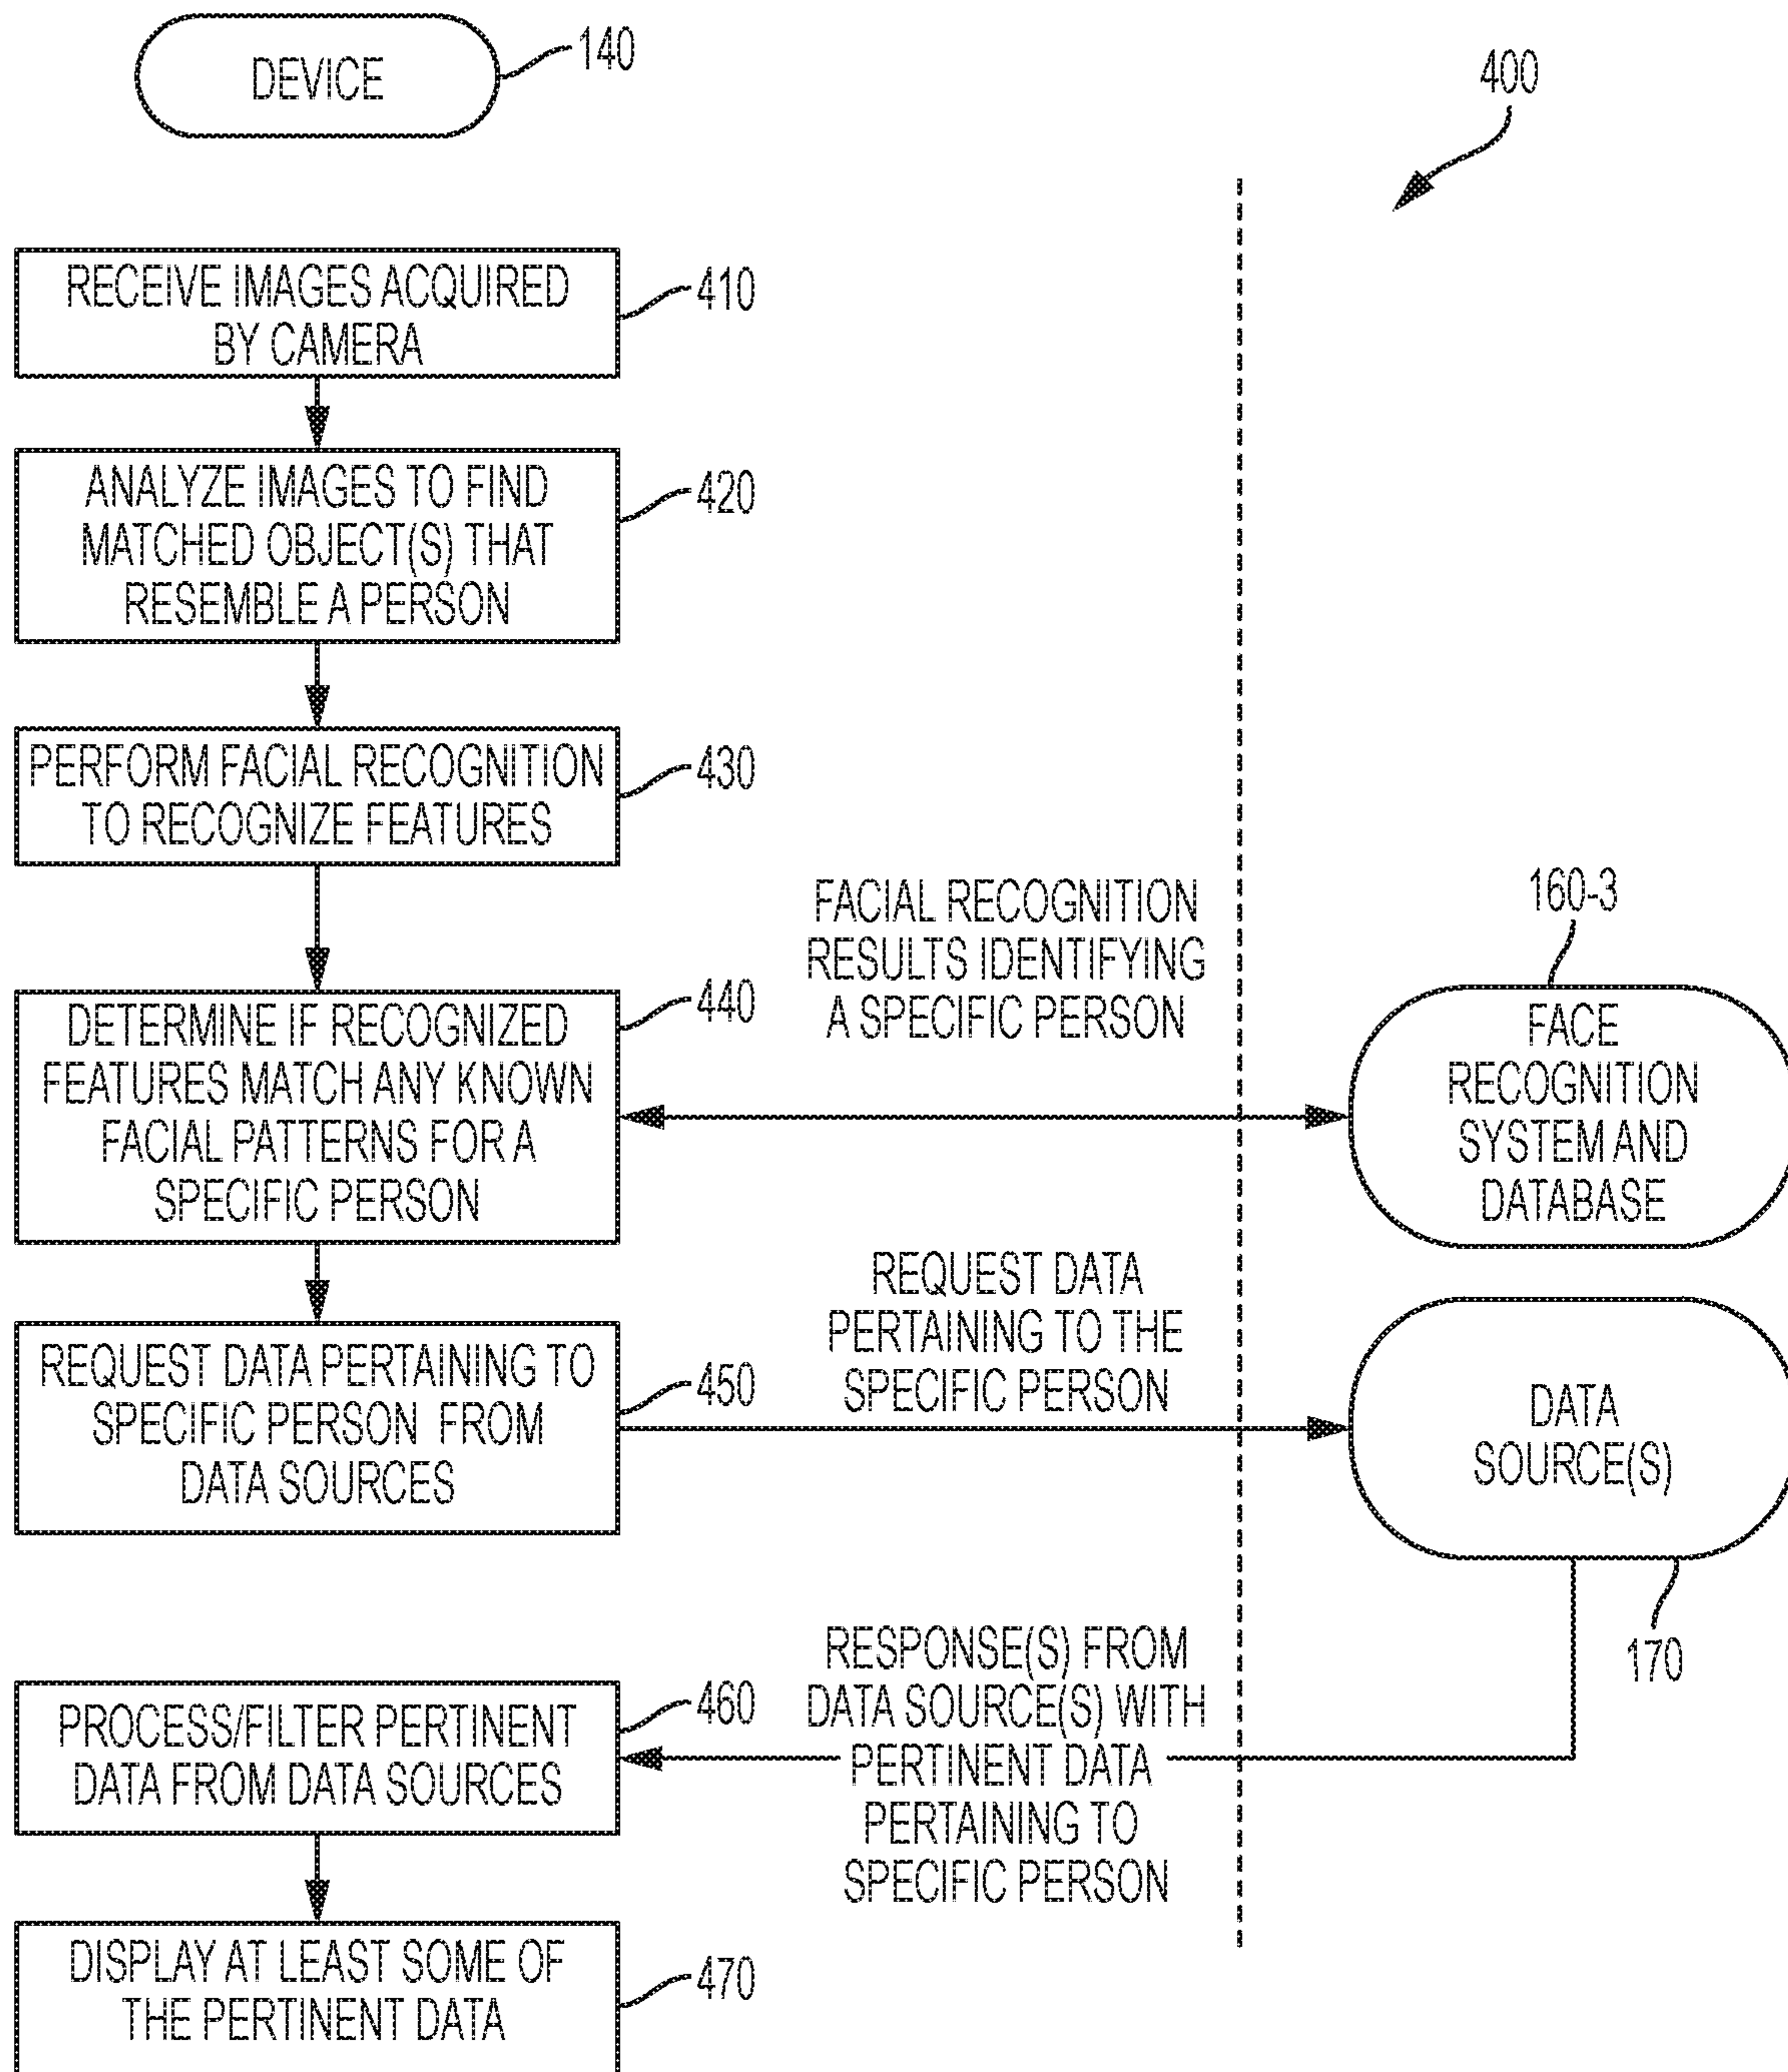 DEVICE
140
400
RECEIVE IMAGES ACQUIRED
BY CAMERA
410
ANALYZE IMAGES TO FIND
MATCHED OBJECT(S) THAT
RESEMBLE A PERSON
420
PERFORM FACIAL RECOGNITION
TO RECOGNIZE FEATURES
430
DETERMINE IF RECOGNIZED
FEATURES MATCH ANY KNOWN
FACIAL PATTERNS FOR A
SPECIFIC PERSON
440
FACIAL RECOGNITION
RESULTS IDENTIFYING
A SPECIFIC PERSON
160-3
FACE
RECOGNITION
SYSTEM AND
DATABASE
REQUEST DATA PERTAINING TO
SPECIFIC PERSON FROM
DATA SOURCES
450
REQUEST DATA
PERTAINING TO THE
SPECIFIC PERSON
DATA
SOURCE(S)
170
PROCESS/FILTER PERTINENT
DATA FROM DATA SOURCES
460
RESPONSE(S) FROM
DATA SOURCE(S) WITH
PERTINENT DATA
PERTAINING TO
SPECIFIC PERSON
DISPLAY AT LEAST SOME OF
THE PERTINENT DATA
470